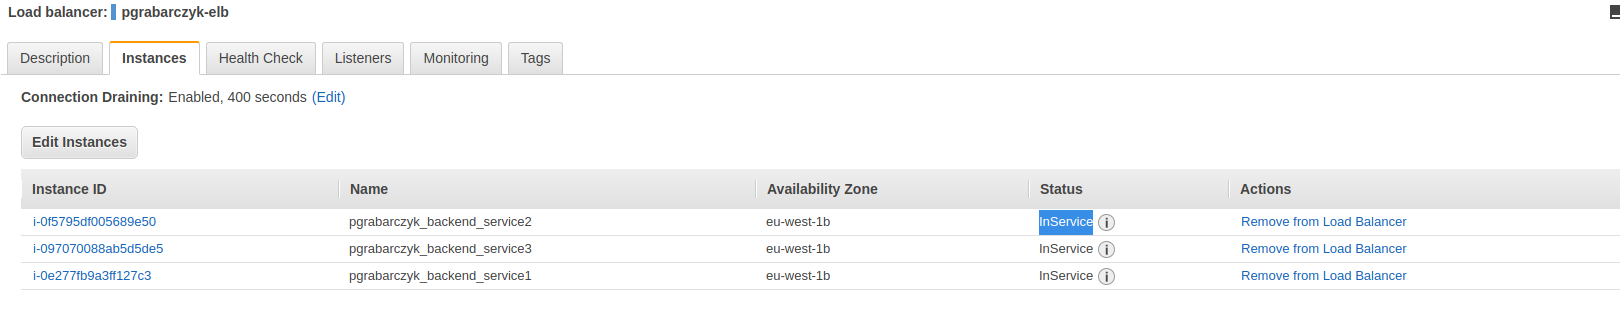 Load balancer: pgrabarczyk-elb
Description Instances Health Check Listeners Monitoring Tags
Connection Draining: Enabled, 400 seconds (Edit)
Edit Instances
Instance ID Name Availability Zone Status Actions
i-0f5795df005689e50 pgrabarczyk_backend_service2 eu-west-1b InService i Remove from Load Balancer
i-097070088ab5d5de5 pgrabarczyk_backend_service3 eu-west-1b InService i Remove from Load Balancer
i-0e277fb9a3ff127c3 pgrabarczyk_backend_service1 eu-west-1b InService i Remove from Load Balancer